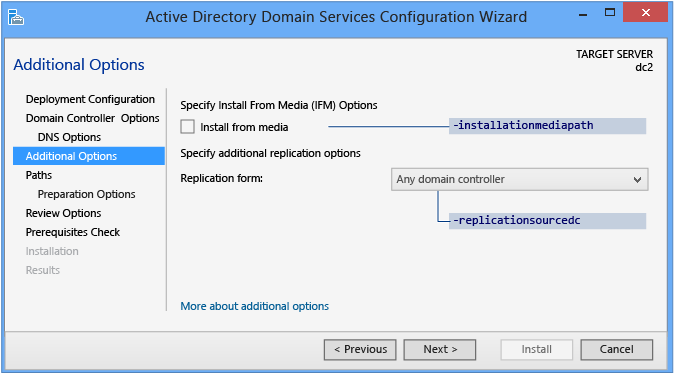 Active Directory Domain Services Configuration Wizard
Additional Options
TARGET SERVER
dc2
Deployment Configuration
Domain Controller Options
DNS Options
Additional Options
Paths
Preparation Options
Review Options
Prerequisites Check
Installation
Results
Specify Install From Media (IFM) Options
Install from media
-installationmediapath
Specify additional replication options
Replication form:
Any domain controller
-replicationsourcedc
More about additional options
< Previous
Next >
Install
Cancel